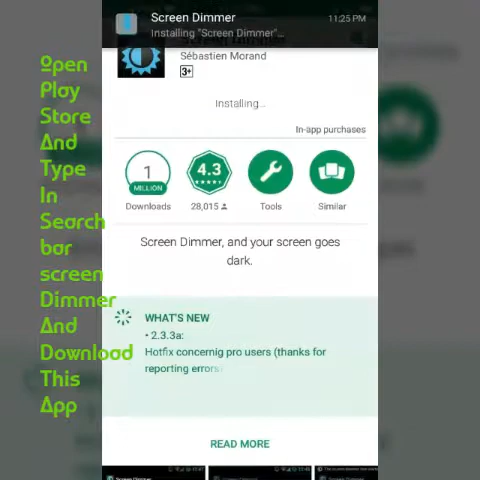 Screen Dimmer
11:25 PM
Installing "Screen Dimmer"...
Sébastien Morand
3+
Installing...
In-app purchases
1
MILLION
4.3
Downloads
28,015
Tools
Similar
Screen Dimmer, and your screen goes
dark.
WHAT'S NEW
• 2.3.3a:
Hotfix concernig pro users (thanks for
reporting errors
READ MORE
Open
Play
Store
And
Type
In
Search
bar
screen
Dimmer
And
Download
This
App